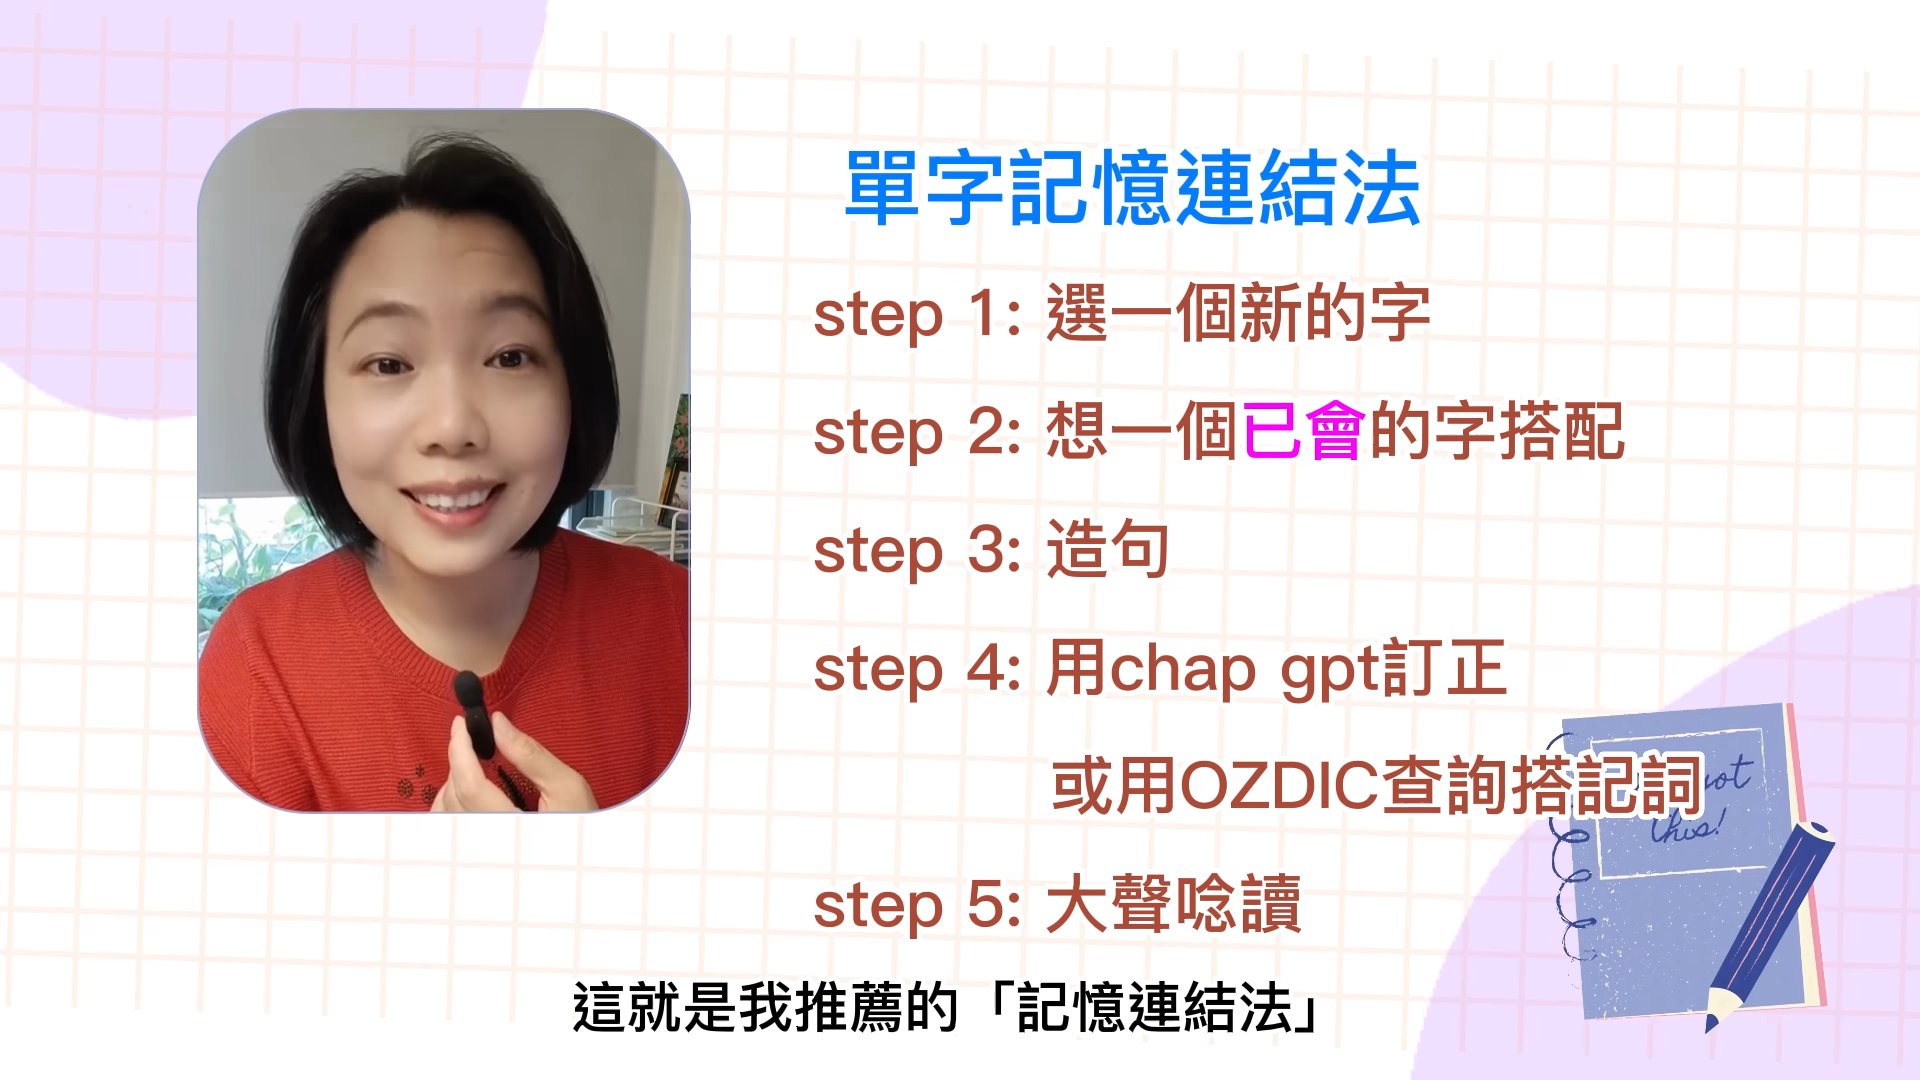 單字記憶連結法
step 1: 選一個新的字
step 2: 想一個已會的字搭配
step 3: 造句
step 4: 用chap gpt訂正
或用OZDIC查詢搭記詞
step 5: 大聲唸讀
這就是我推薦的「記憶連結法」
this!